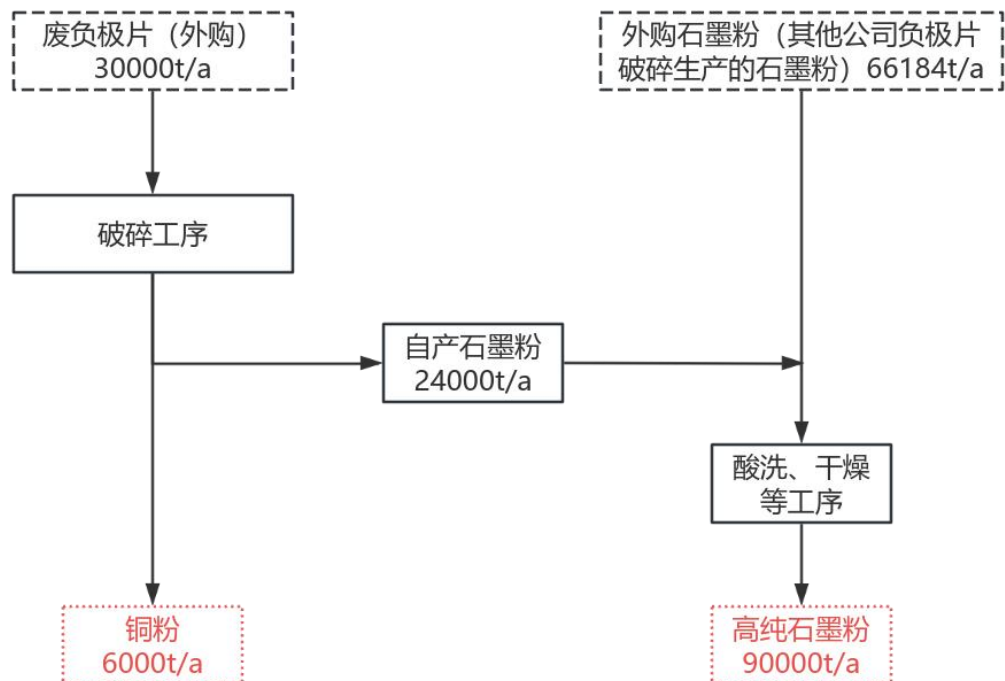 废负极片（外购）
30000t/a
外购石墨粉（其他公司负极片
破碎生产的石墨粉）66184t/a
破碎工序
自产石墨粉
24000t/a
酸洗、干燥
等工序
铜粉
6000t/a
高纯石墨粉
90000t/a